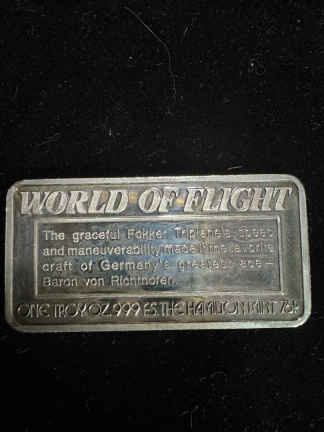 WORLD OF FLIGHT
The graceful Fokker Triplane's speed
and maneuverability made it the favorite
craft of Germany's greatest ace—
Baron von Richthofen.
ONE TROY OZ. 999 F.S. THE HAMILTON MINT